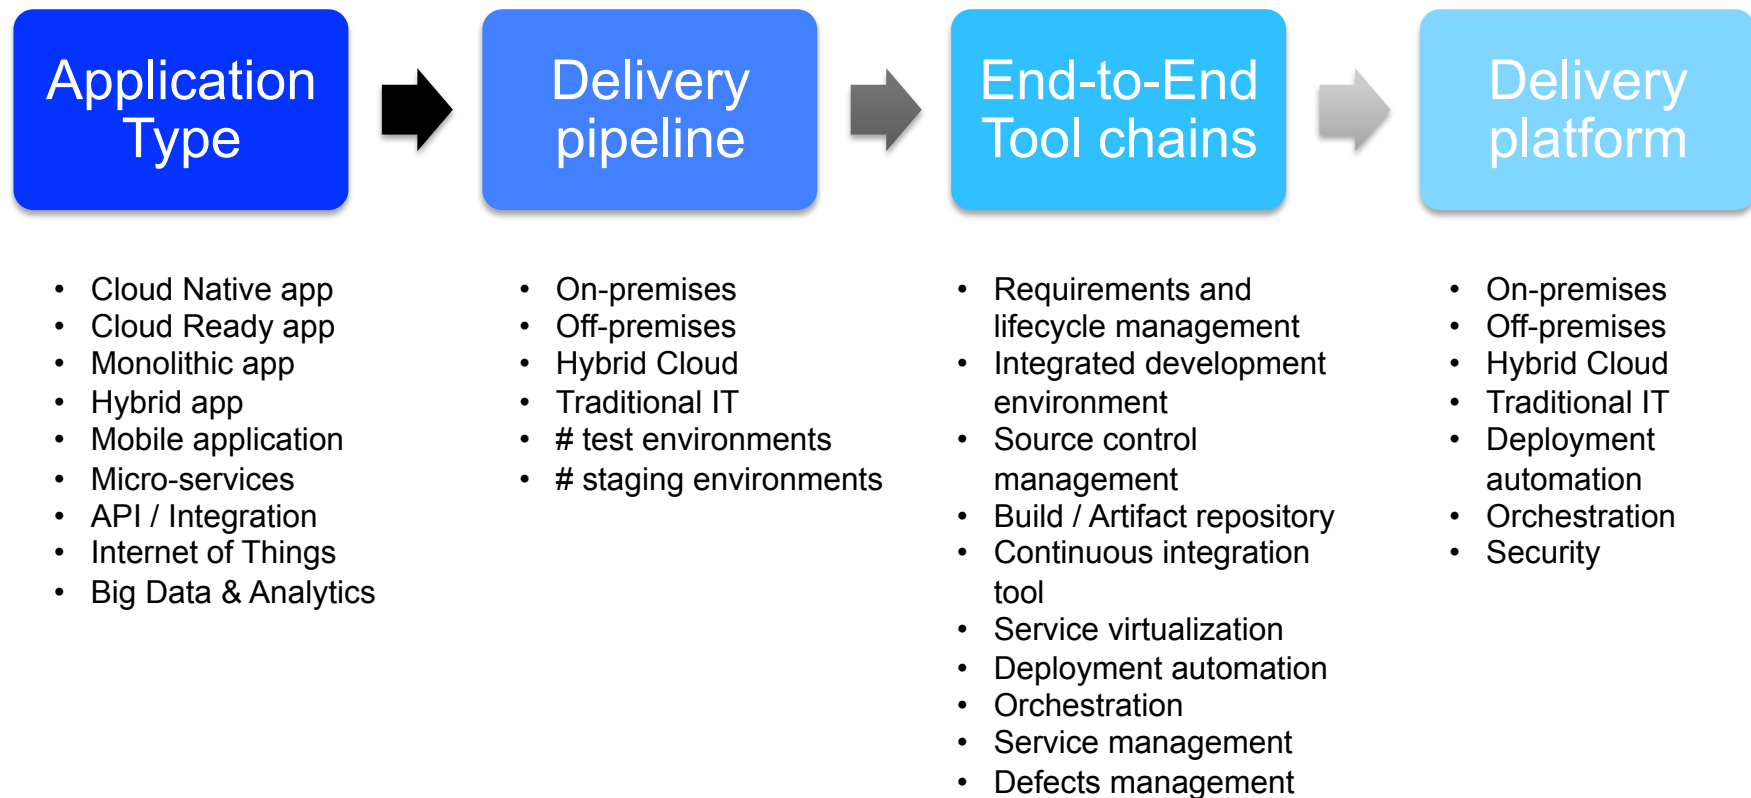 Application
Type
Delivery
pipeline
End-to-End
Tool chains
Delivery
platform
• Cloud Native app
• Cloud Ready app
• Monolithic app
• Hybrid app
• Mobile application
• Micro-services
• API / Integration
• Internet of Things
• Big Data & Analytics
• On-premises
• Off-premises
• Hybrid Cloud
• Traditional IT
• # test environments
• # staging environments
• Requirements and
lifecycle management
• Integrated development
environment
• Source control
management
• Build / Artifact repository
• Continuous integration
tool
• Service virtualization
• Deployment automation
• Orchestration
• Service management
• Defects management
• On-premises
• Off-premises
• Hybrid Cloud
• Traditional IT
• Deployment
automation
• Orchestration
• Security